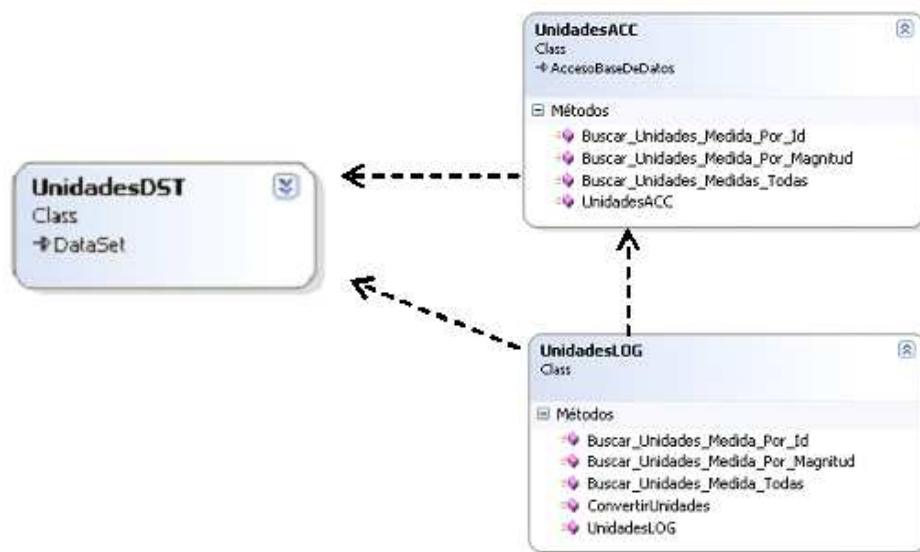 UnidadesACC
Class
AccesoBaseDeDatos
Métodos
Buscar_Unidades_Medida_Por_Id
Buscar_Unidades_Medida_Por_Magnitud
Buscar_Unidades_Medidas_Todas
UnidadesACC
UnidadesDST
Class
DataSet
UnidadesLOG
Class
Métodos
Buscar_Unidades_Medida_Por_Id
Buscar_Unidades_Medida_Por_Magnitud
Buscar_Unidades_Medida_Todas
ConvertirUnidades
UnidadesLOG